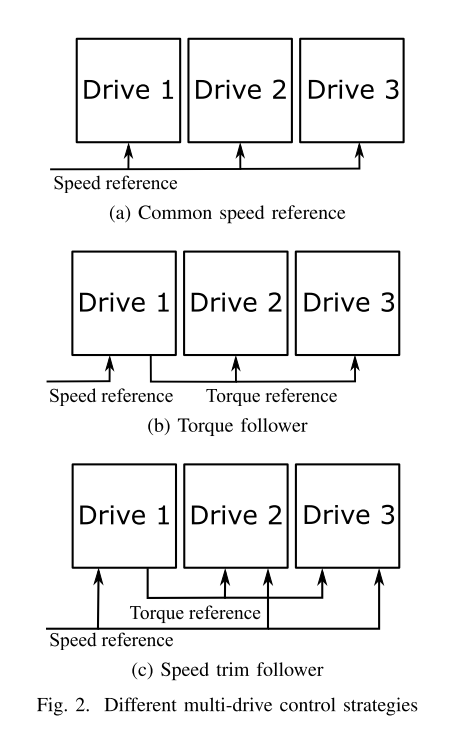 Drive 1 Drive 2 Drive 3
Speed reference
(a) Common speed reference
Drive 1 Drive 2 Drive 3
Speed reference Torque reference
(b) Torque follower
Drive 1 Drive 2 Drive 3
Torque reference
Speed reference
(c) Speed trim follower
Fig. 2. Different multi-drive control strategies